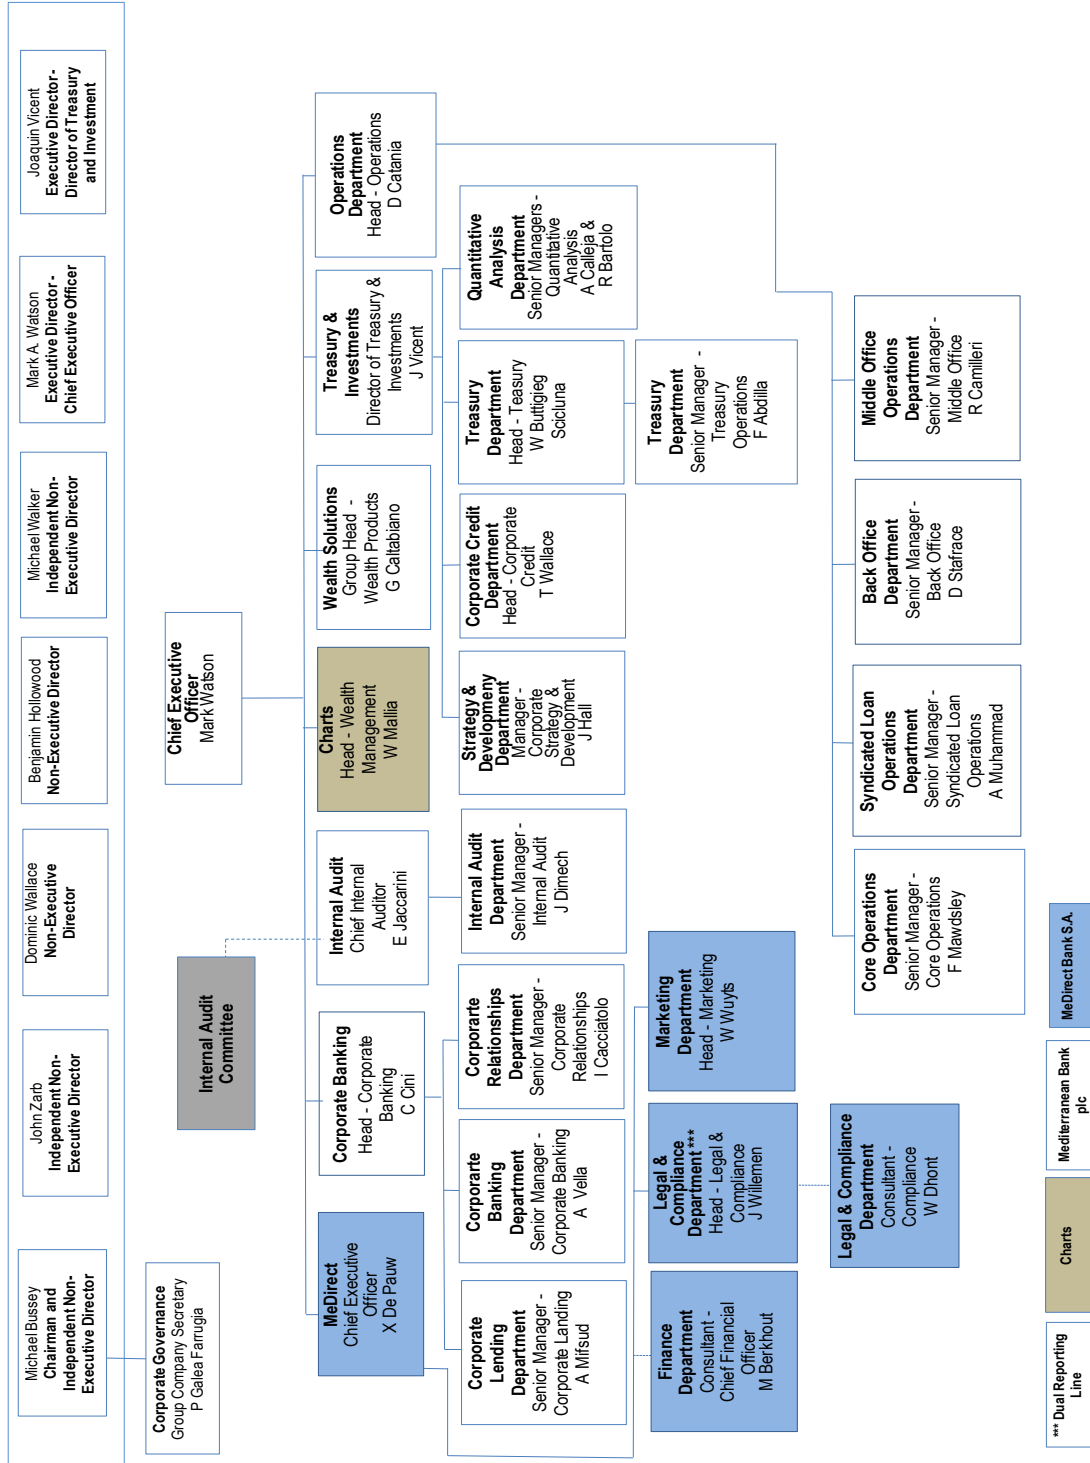 Michael Bussey
Chairman and
Independent Non-
Executive Director
John Zarb
Independent Non-
Executive Director
Dominic Wallace
Non-Executive
Director
Benjamin Hollowood
Non-Executive Director
Michael Walker
Independent Non-
Executive Director
Mark A. Watson
Executive Director-
Chief Executive Officer
Joaquin Vicent
Executive Director-
Director of Treasury
and Investment
Corporate Governance
Group Company Secretary
P Galea Farrugia
Internal Audit
Committee
Chief Executive
Officer
Mark Watson
MeDirect
Chief Executive
Officer
X De Pauw
Corporate Banking
Head - Corporate
Banking
C Cini
Internal Audit
Chief Internal
Auditor
E Jaccarini
Charts
Head - Wealth
Management
W Mallia
Wealth Solutions
Group Head -
Wealth Products
G Caltabiano
Treasury &
Investments
Director of Treasury &
Investments
J Vicent
Operations
Department
Head - Operations
D Catania
Corporate
Lending
Department
Senior Manager -
Corporate Landing
A Mifsud
Corporate
Banking
Department
Senior Manager -
Corporate Banking
A Vella
Corporarte
Relationships
Department
Senior Manager -
Corporate
Relationships
I Cacciatolo
Internal Audit
Department
Senior Manager -
Internal Audit
J Dimech
Strategy &
Developmeny
Department
Manager -
Corporate
Strategy &
Development
J Hall
Corporate Credit
Department
Head - Corporate
Credit
T Wallace
Treasury
Department
Head - Teasury
W Buttigieg
Scicluna
Quantitative
Analysis
Department
Senior Managers -
Quantitative
Analysis
A Calleja &
R Bartolo
Finance
Department
Consultant -
Chief Financial
Officer
M Berkhout
Legal &
Compliance
Department ***
Head - Legal &
Compliance
J Willemen
Marketing
Department
Head - Marketing
W Wuyts
Treasury
Department
Senior Manager -
Treasury
Operations
F Abdilla
Legal & Compliance
Department
Consultant -
Compliance
W Dhont
Core Operations
Department
Senior Manager -
Core Operations
F Mawdsley
Syndicated Loan
Operations
Department
Senior Manager -
Syndicated Loan
Operations
A Muhammad
Back Office
Department
Senior Manager -
Back Office
D Stafrace
Middle Office
Operations
Department
Senior Manager -
Middle Office
R Camilleri
*** Dual Reporting
Line
Charts
Mediterranean Bank
plc
MeDirect Bank S.A.